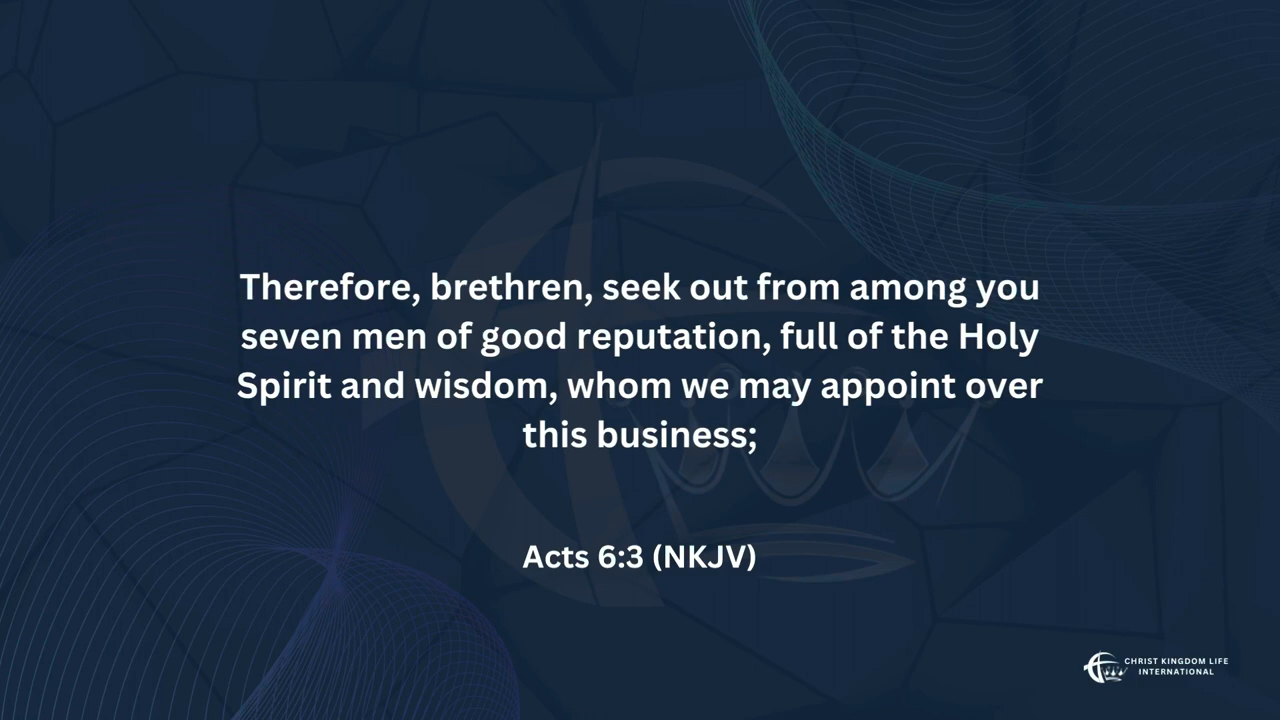 Therefore, brethren, seek out from among you
seven men of good reputation, full of the Holy
Spirit and wisdom, whom we may appoint over
this business;
Acts 6:3 (NKJV)
CHRIST KINGDOM LIFE
INTERNATIONAL